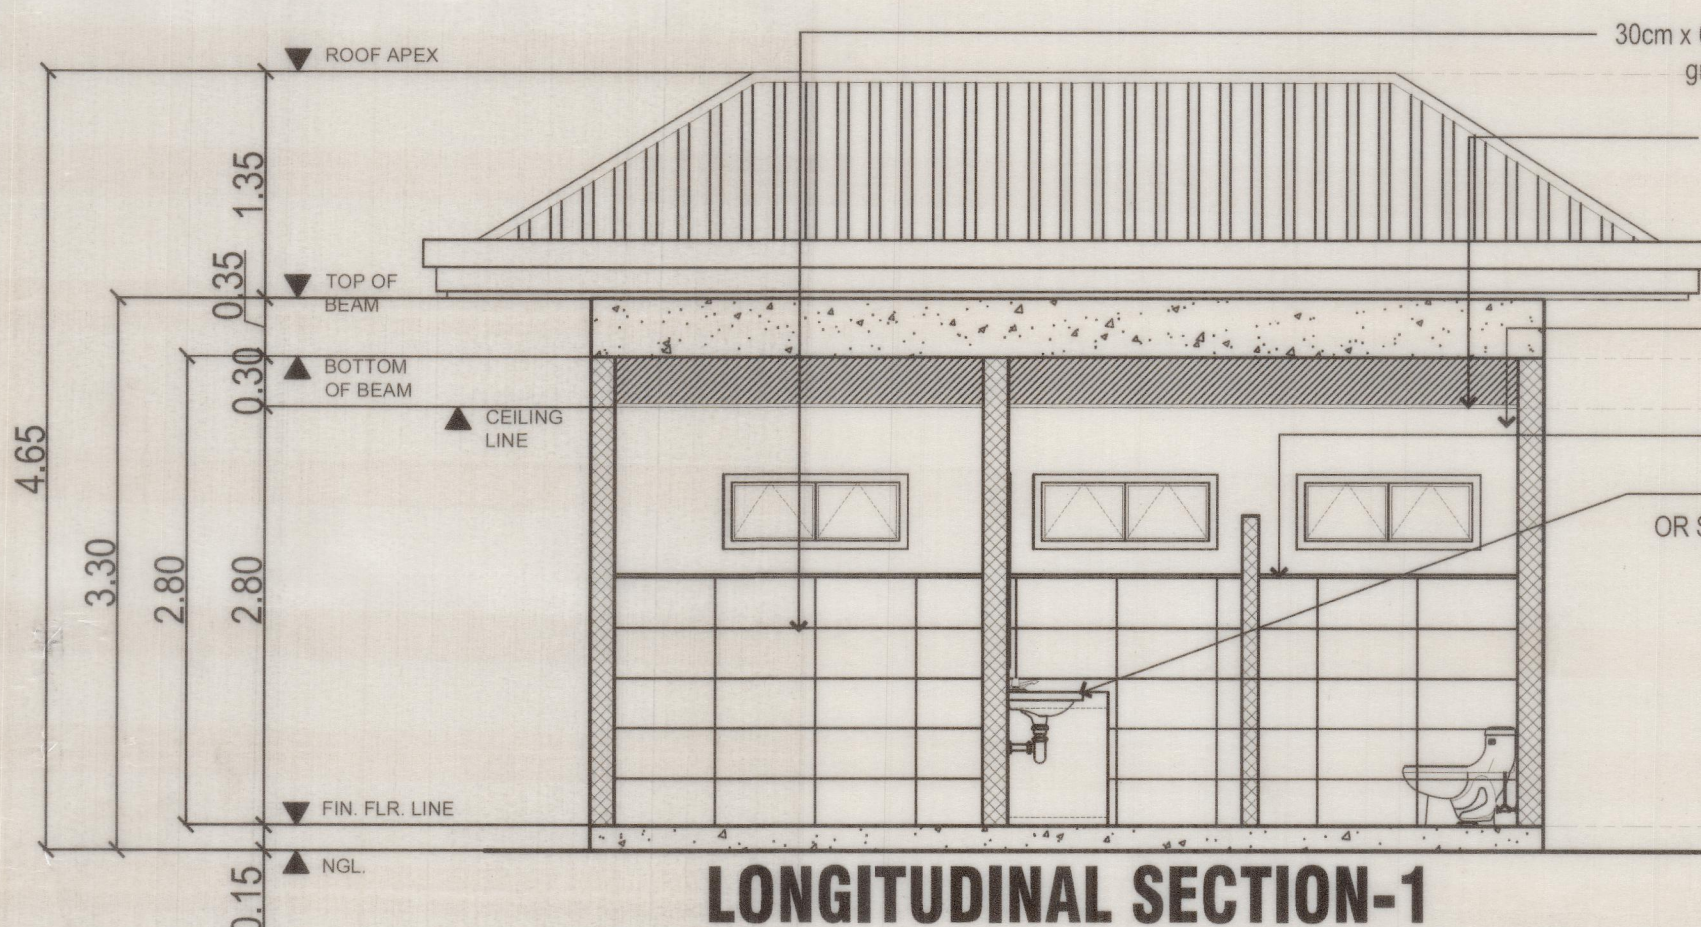 30cm x
ROOF APEX
1.35
0.35
TOP OF
BEAM
0.30
BOTTOM
OF BEAM
CEILING
LINE
4.65
3.30
2.80
2.80
OR
FIN. FLR. LINE
NGL.
0.15
LONGITUDINAL SECTION-1